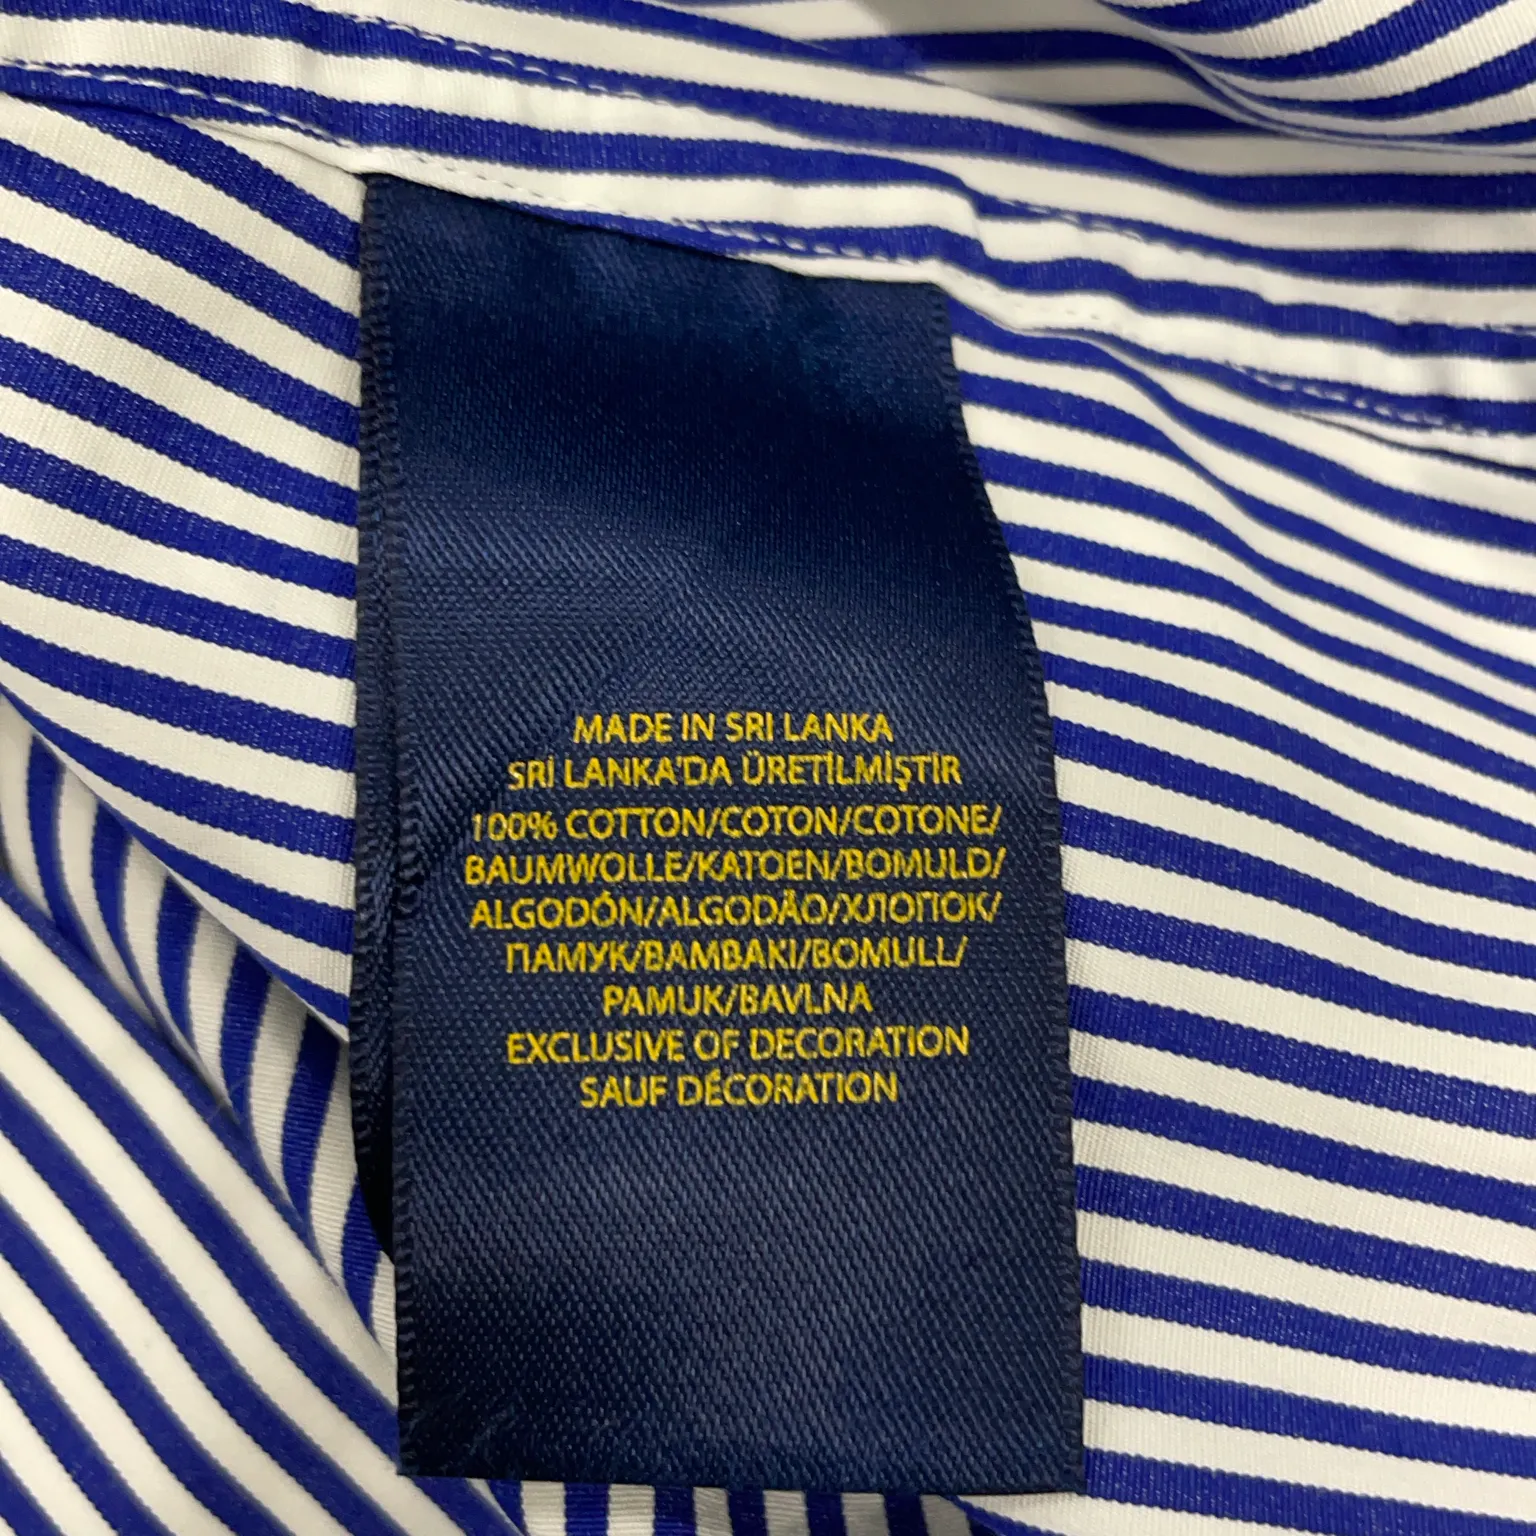 MADE IN SRI LANKA
SRİ LANKA'DA ÜRETİLMİŞTİR
100% COTTON/COTON/COTONE/
BAUMWOLLE/KATOEN/BOMULD/
ALGODÓN/ALGODÃO/ХЛОПОК/
ПАМУК/BAMBAKI/BOMULL/
PAMUK/BAVLNA
EXCLUSIVE OF DECORATION
SAUF DÉCORATION